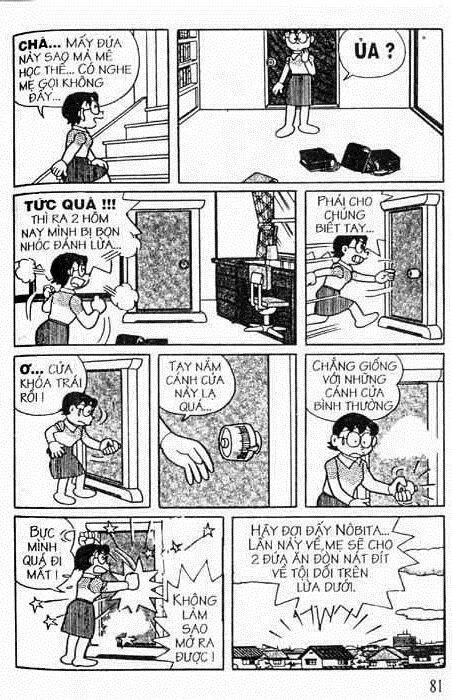 CHÀ... MẤY ĐỨA
NÀY SAO MÀ MÊ
HỌC THẾ... CÓ NGHE
MẸ GỌI KHÔNG
ĐẤY...
ỦA ?
TỨC QUÁ !!!
THÌ RA 2 HÔM
NAY MÌNH BỊ BỌN
NHÓC ĐÁNH LỪA...
PHẢI CHO
CHÚNG
BIẾT TAY...
Ơ... CỬA
KHÓA TRÁI
RỒI !
TAY NẮM
CÁNH CỬA
NÀY LẠ
QUÁ...
CHẲNG GIỐNG
VỚI NHỮNG
CÁNH CỬA
BÌNH THƯỜNG
BỰC
MÌNH
QUÁ ĐI
MẤT !
KHÔNG
LÀM
SAO
MỞ RA
ĐƯỢC !
HÃY ĐỢI ĐẤY NÔBITA...
LẦN NÀY VỀ MẸ SẼ CHO
2 ĐỨA ĂN ĐÒN NÁT ĐÍT
VỀ TỘI DỐI TRÊN
LỪA DƯỚI.
81